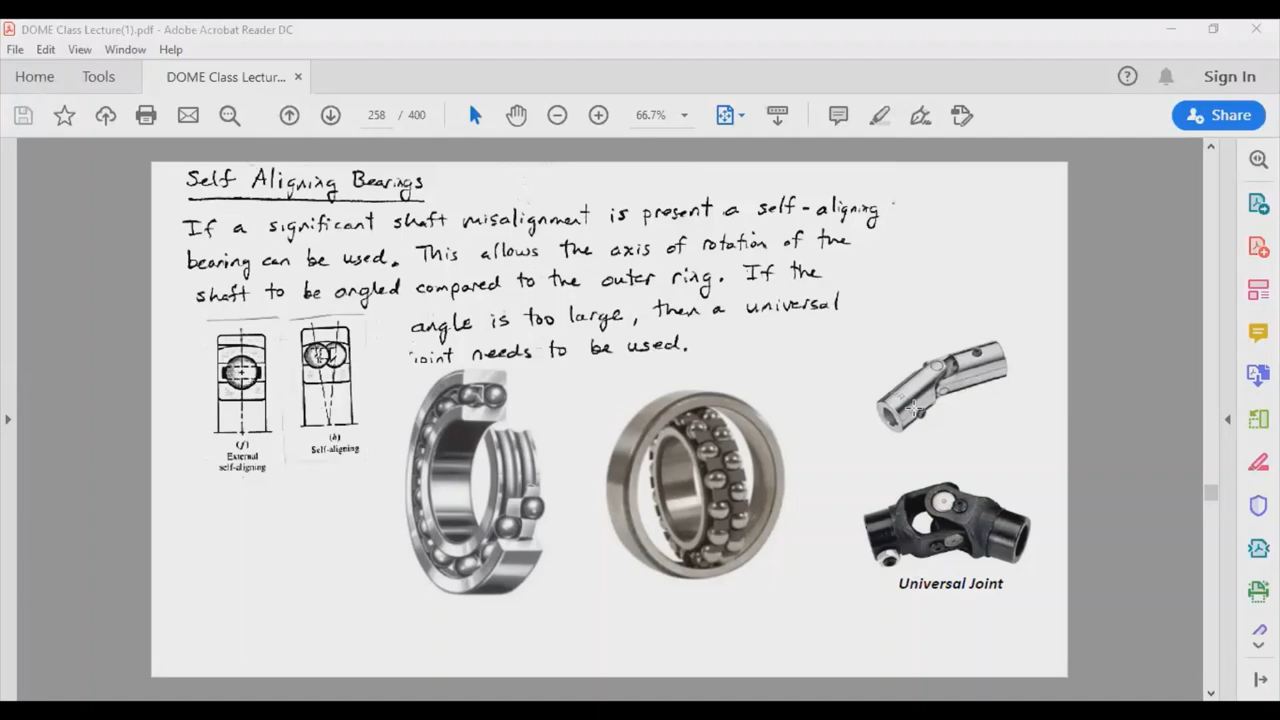 DOME Class Lecture(1).pdf - Adobe Acrobat Reader DC
File Edit View Window Help
Home Tools DOME Class Lectur... Sign In
258 / 400 66.7% Share
Self Aligning Bearings
If a significant shaft misalignment is present a self-aligning
bearing can be used. This allows the axis of rotation of the
shaft to be angled compared to the outer ring. If the
angle is too large, then a universal
joint needs to be used.
(f)
External
self-aligning
(h)
Self-aligning
Universal Joint